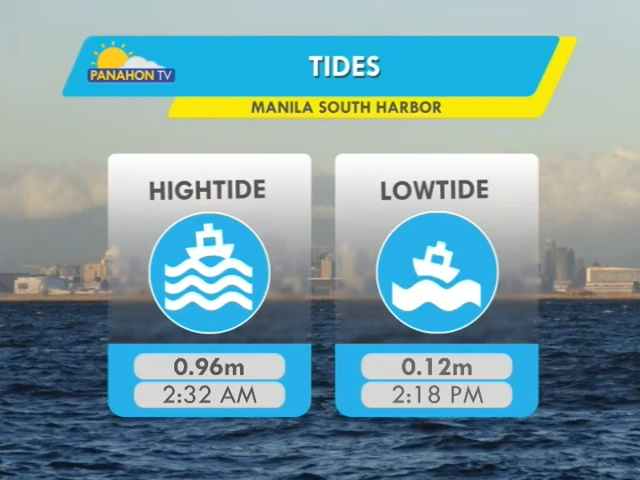 PANAHON TV
TIDES
MANILA SOUTH HARBOR
HIGHTIDE
LOWTIDE
0.96m
2:32 AM
0.12m
2:18 PM